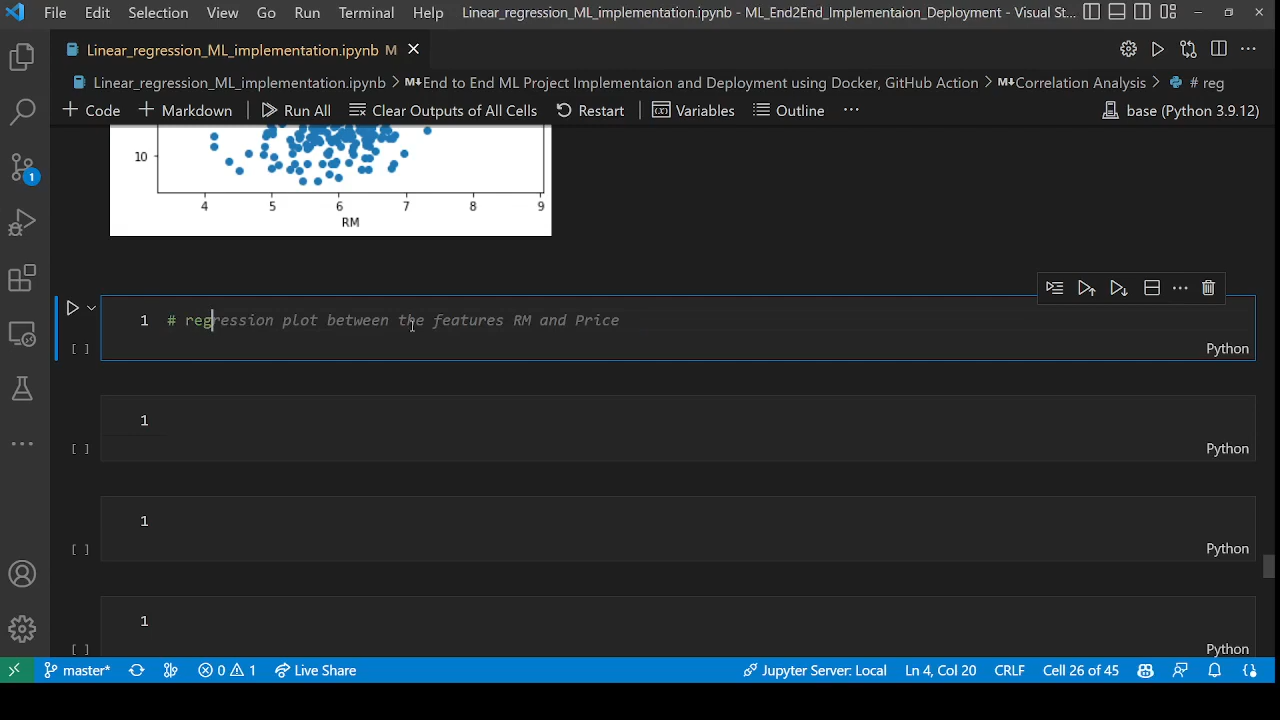 File Edit Selection View Go Run Terminal Help Linear_regression_ML_implementation.ipynb - ML_End2End_Implementaion_Deployment - Visual St...
Linear_regression_ML_implementation.ipynb M
Linear_regression_ML_implementation.ipynb > M↓End to End ML Project Implementaion and Deployment using Docker, GitHub Action > M↓Correlation Analysis > # reg
+ Code + Markdown Run All Clear Outputs of All Cells Restart Variables Outline ... base (Python 3.9.12)
10
4 5 6 7 8 9
RM
1 # regression plot between the features RM and Price
[ ] Python
1
[ ] Python
1
[ ] Python
1
[ ] Python
1
master* 0 1 Live Share Jupyter Server: Local Ln 4, Col 20 CRLF Cell 26 of 45